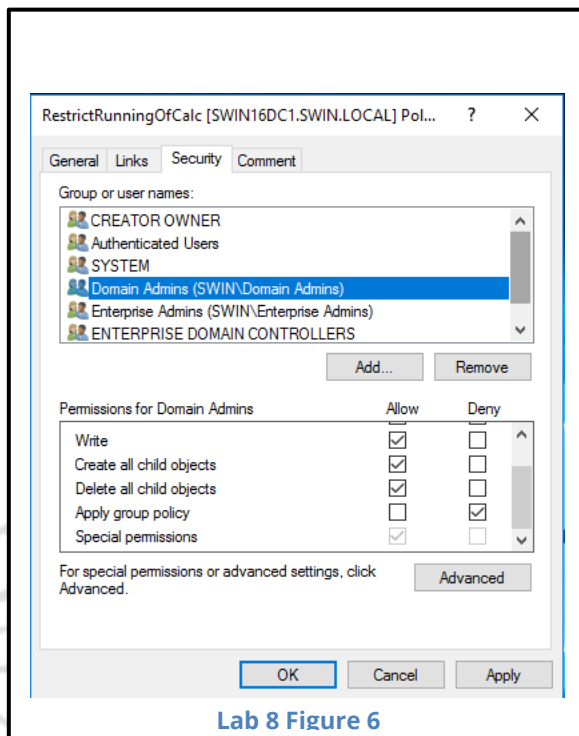 RestrictRunningOfCalc [SWIN16DC1.SWIN.LOCAL] Pol... ?
General Links Security Comment
Group or user names:
CREATOR OWNER
Authenticated Users
SYSTEM
Domain Admins (SWIN\Domain Admins)
Enterprise Admins (SWIN\Enterprise Admins)
ENTERPRISE DOMAIN CONTROLLERS
Add... Remove
Permissions for Domain Admins Allow Deny
Write
Create all child objects
Delete all child objects
Apply group policy
Special permissions
For special permissions or advanced settings, click
Advanced.
Advanced
OK Cancel Apply
Lab 8 Figure 6